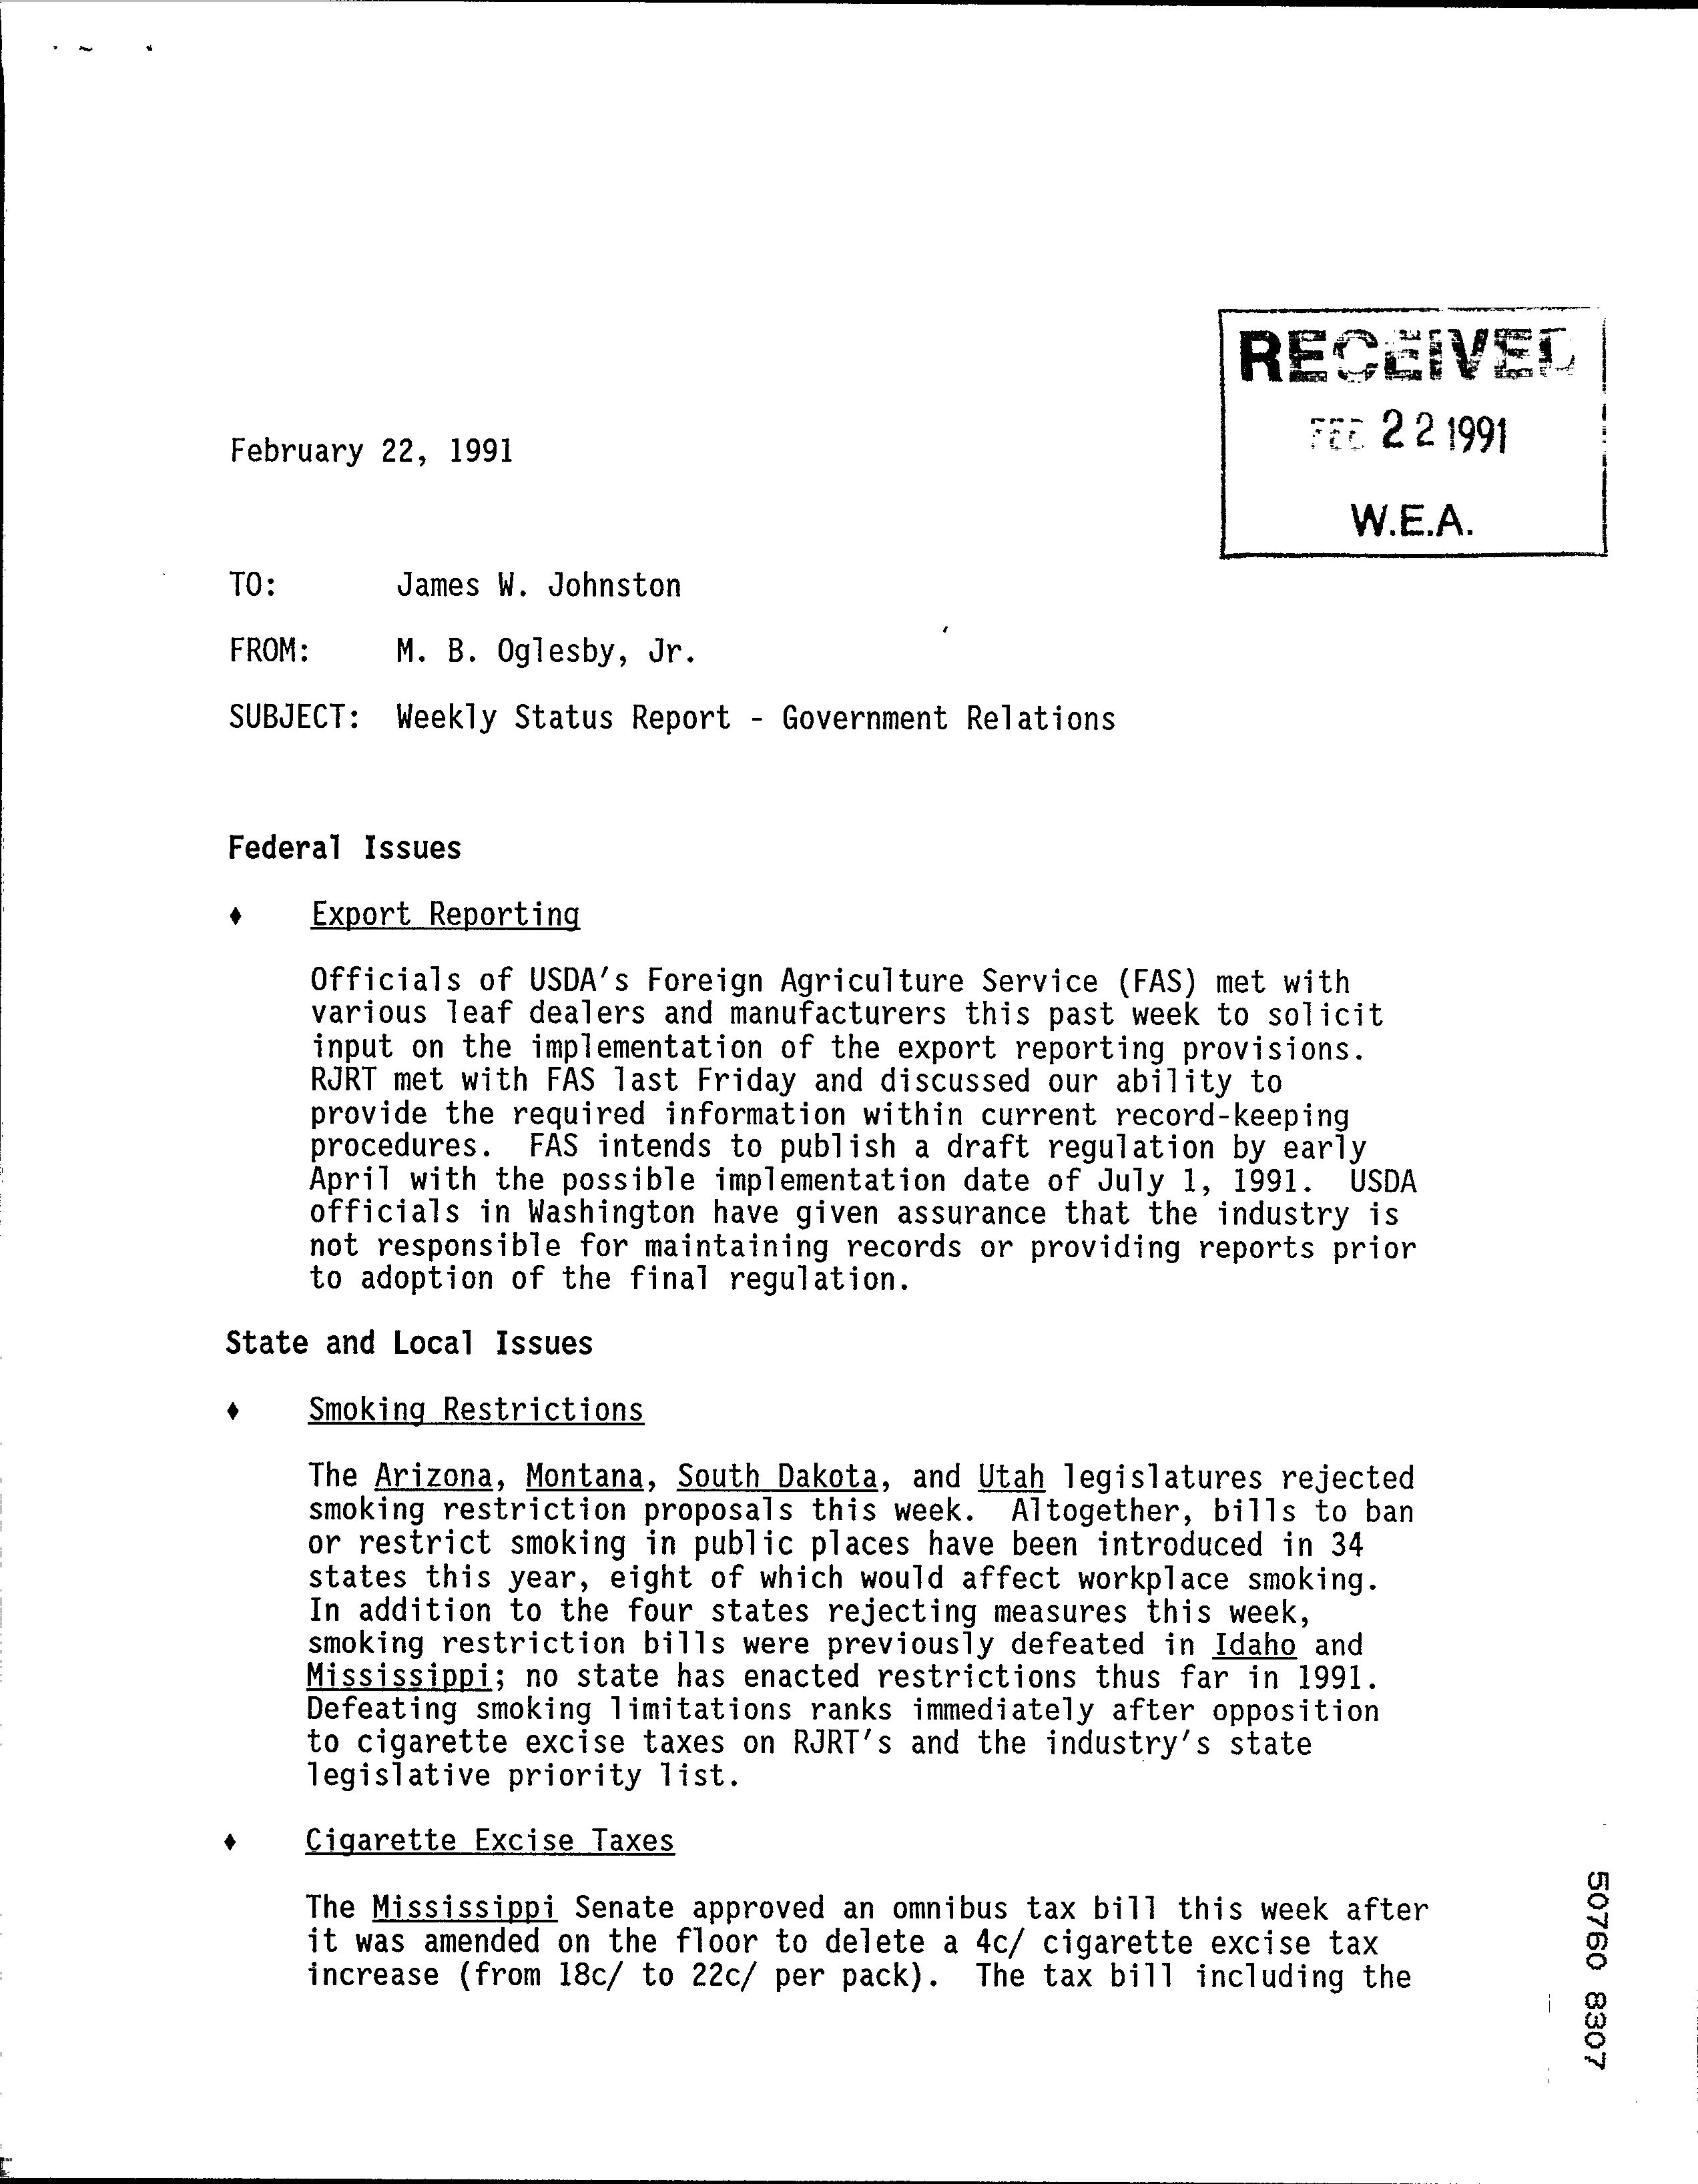 RECEIVED
FEB 22 1991
W.E.A.
February 22, 1991
TO: James W. Johnston
FROM: M. B. Oglesby, Jr.
SUBJECT: Weekly Status Report - Government Relations
Federal Issues
♦ Export Reporting
Officials of USDA's Foreign Agriculture Service (FAS) met with
various leaf dealers and manufacturers this past week to solicit
input on the implementation of the export reporting provisions.
RJRT met with FAS last Friday and discussed our ability to
provide the required information within current record-keeping
procedures. FAS intends to publish a draft regulation by early
April with the possible implementation date of July 1, 1991. USDA
officials in Washington have given assurance that the industry is
not responsible for maintaining records or providing reports prior
to adoption of the final regulation.
State and Local Issues
♦ Smoking Restrictions
The Arizona, Montana, South Dakota, and Utah legislatures rejected
smoking restriction proposals this week. Altogether, bills to ban
or restrict smoking in public places have been introduced in 34
states this year, eight of which would affect workplace smoking.
In addition to the four states rejecting measures this week,
smoking restriction bills were previously defeated in Idaho and
Mississippi; no state has enacted restrictions thus far in 1991.
Defeating smoking limitations ranks immediately after opposition
to cigarette excise taxes on RJRT's and the industry's state
legislative priority list.
♦ Cigarette Excise Taxes
The Mississippi Senate approved an omnibus tax bill this week after
it was amended on the floor to delete a 4c/ cigarette excise tax
increase (from 18c/ to 22c/ per pack). The tax bill including the
50760 8307